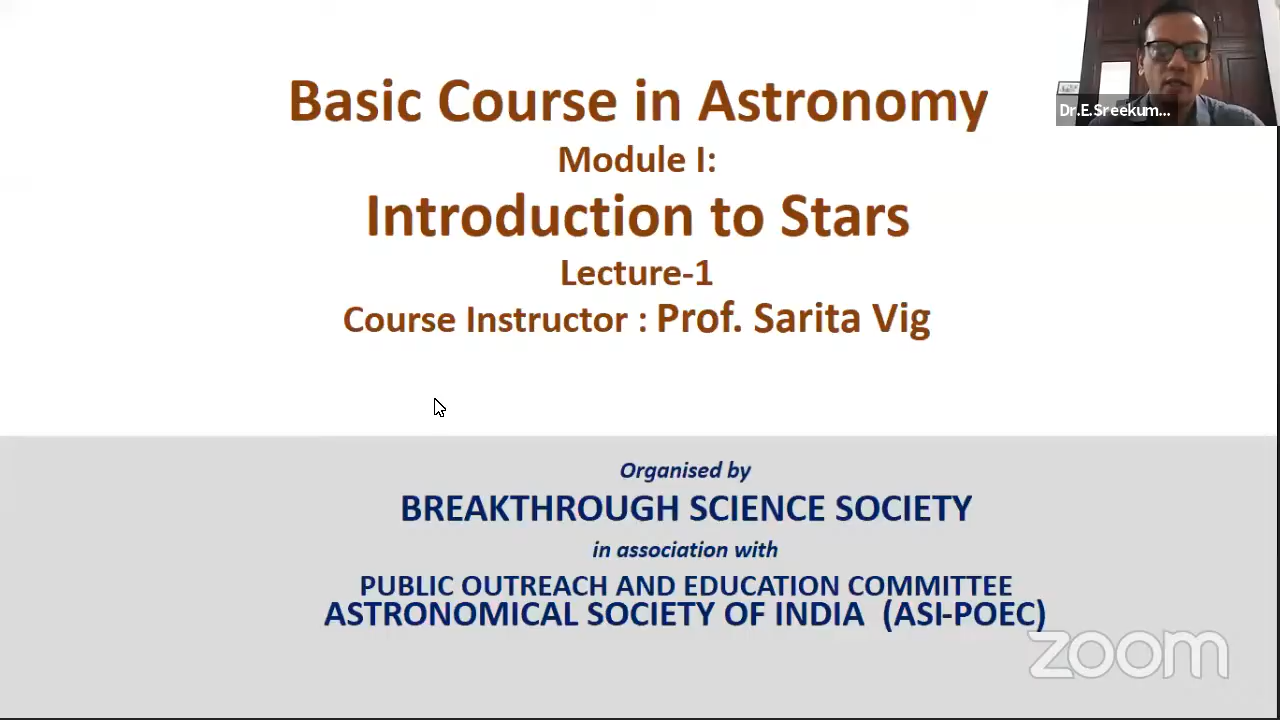 Basic Course in Astronomy
Module I:
Introduction to Stars
Lecture-1
Course Instructor : Prof. Sarita Vig
Dr.E.Sreekum...
Organised by
BREAKTHROUGH SCIENCE SOCIETY
in association with
PUBLIC OUTREACH AND EDUCATION COMMITTEE
ASTRONOMICAL SOCIETY OF INDIA (ASI-POEC)
zoom